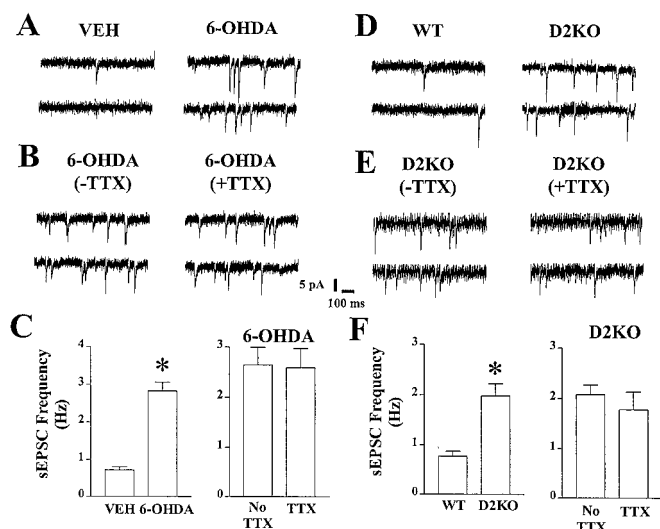 A
VEH
6-OHDA
B
6-OHDA
(-TTX)
6-OHDA
(+TTX)
D
WT
D2KO
E
D2KO
(-TTX)
D2KO
(+TTX)
5 pA
100 ms
C
sEPSC Frequency
(Hz)
4
3
2
1
0
*
VEH
6-OHDA
6-OHDA
3
2
1
0
No
TTX
TTX
F
sEPSC Frequency
(Hz)
3
2
1
0
*
WT
D2KO
D2KO
3
2
1
0
No
TTX
TTX